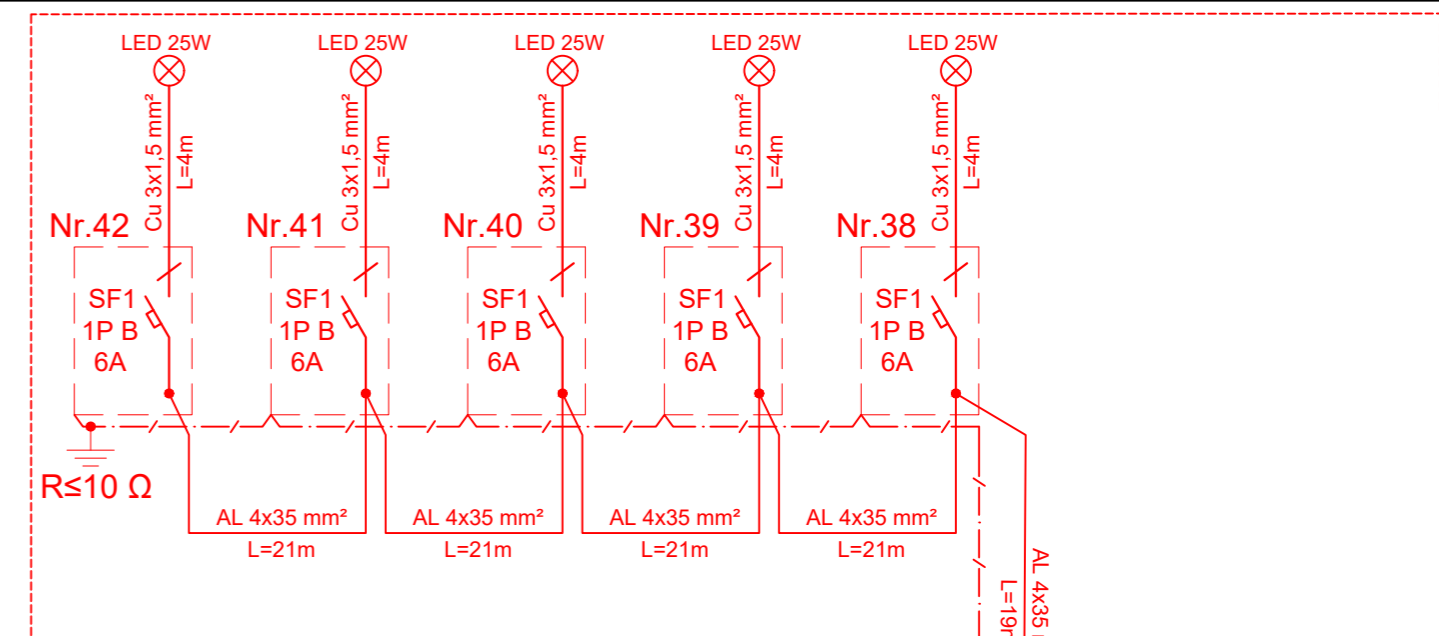 LED 25W
LED 25W
LED 25W
LED 25W
LED 25W
Cu 3x1,5 mm²
L=4m
Cu 3x1,5 mm²
L=4m
Cu 3x1,5 mm²
L=4m
Cu 3x1,5 mm²
L=4m
Cu 3x1,5 mm²
L=4m
Nr.42
Nr.41
Nr.40
Nr.39
Nr.38
SF1
1P B
6A
SF1
1P B
6A
SF1
1P B
6A
SF1
1P B
6A
SF1
1P B
6A
R≤10 Ω
AL 4x35 mm²
L=21m
AL 4x35 mm²
L=21m
AL 4x35 mm²
L=21m
AL 4x35 mm²
L=21m
AL 4x35
L=19